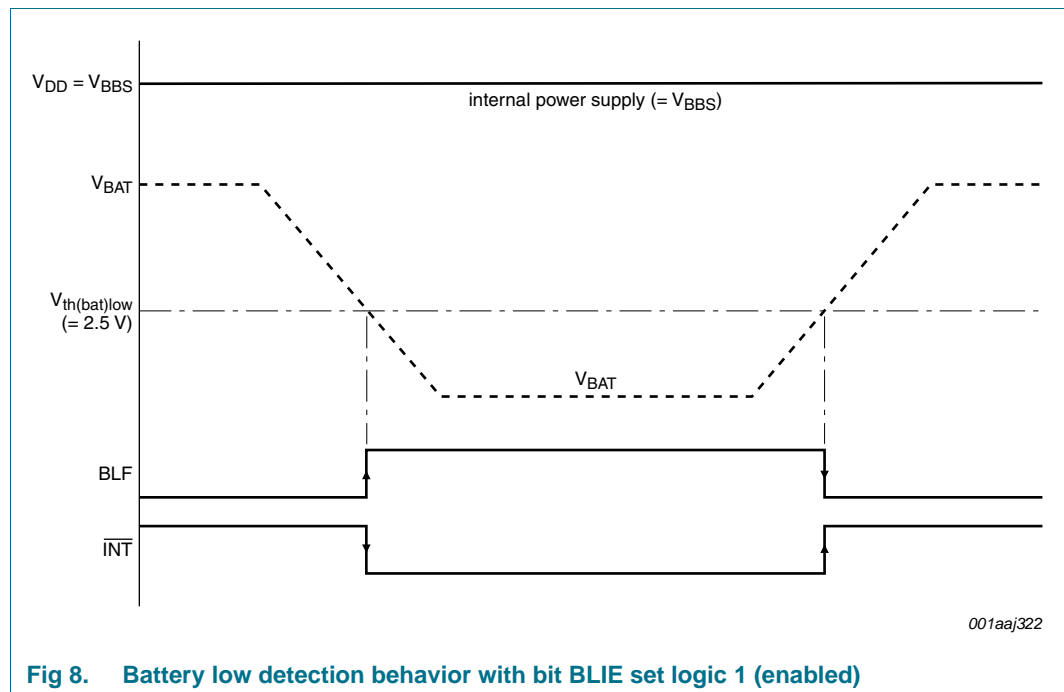 VDD = VBBS
internal power supply (= VBBS)
VBAT
Vth(bat)low
(= 2.5 V)
VBAT
BLF
INT
001aaj322
Fig 8. Battery low detection behavior with bit BLIE set logic 1 (enabled)